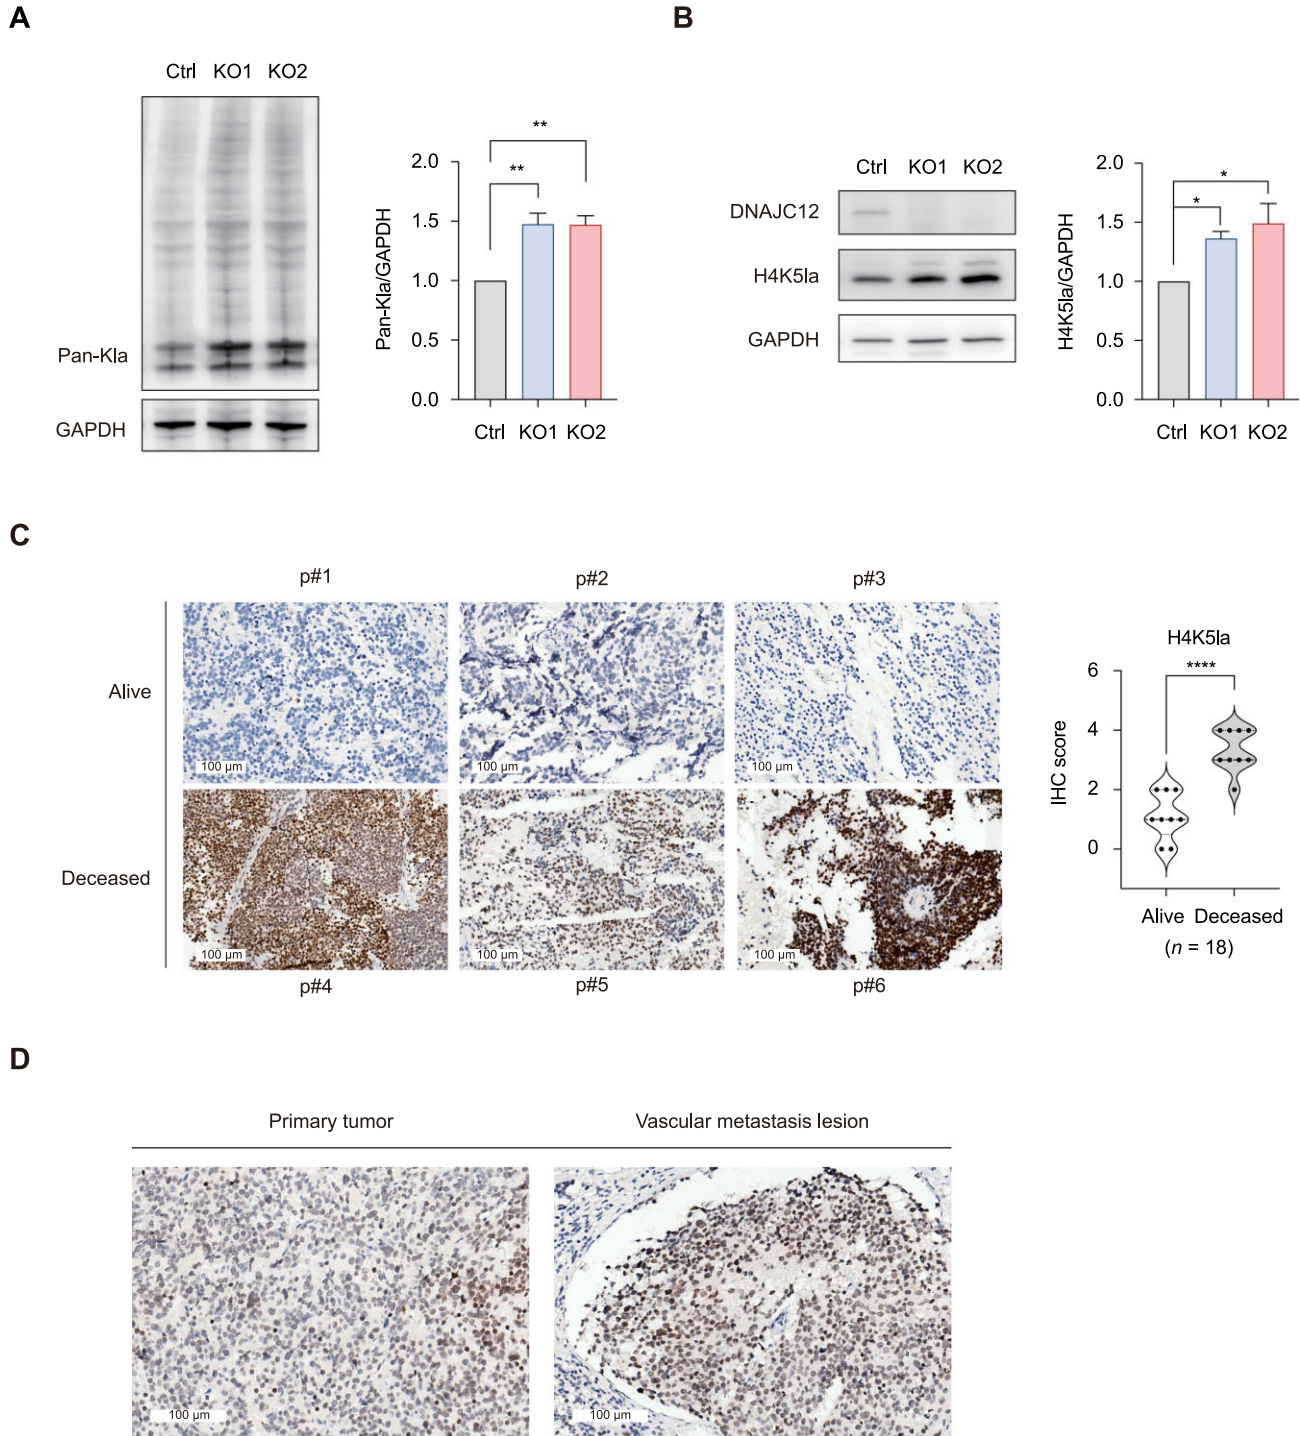 A
Ctrl KO1 KO2
Pan-Kla
GAPDH
Pan-Kla/GAPDH
2.0
1.5
1.0
0.5
0.0
**
**
Ctrl KO1 KO2
B
Ctrl KO1 KO2
DNAJC12
H4K5la
GAPDH
H4K5la/GAPDH
2.0
1.5
1.0
0.5
0.0
*
*
Ctrl KO1 KO2
C
p#1 p#2 p#3
Alive
100 µm 100 µm 100 µm
Deceased
100 µm 100 µm 100 µm
p#4 p#5 p#6
H4K5la
****
IHC score
6
4
2
0
Alive Deceased
(n = 18)
D
Primary tumor Vascular metastasis lesion
100 µm 100 µm